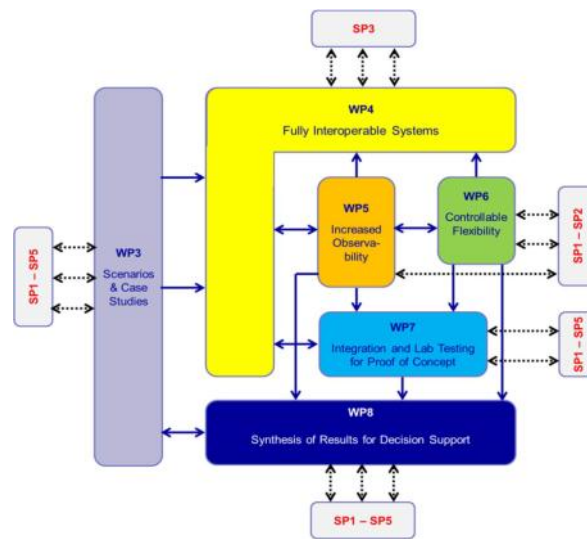 SP3
WP4
Fully Interoperable Systems
WP3
Scenarios
& Case
Studies
SP1 – SP5
WP5
Increased
Observa-
bility
WP6
Controllable
Flexibility
SP1 – SP2
WP7
Integration and Lab Testing
for Proof of Concept
SP1 – SP5
WP8
Synthesis of Results for Decision Support
SP1 – SP5